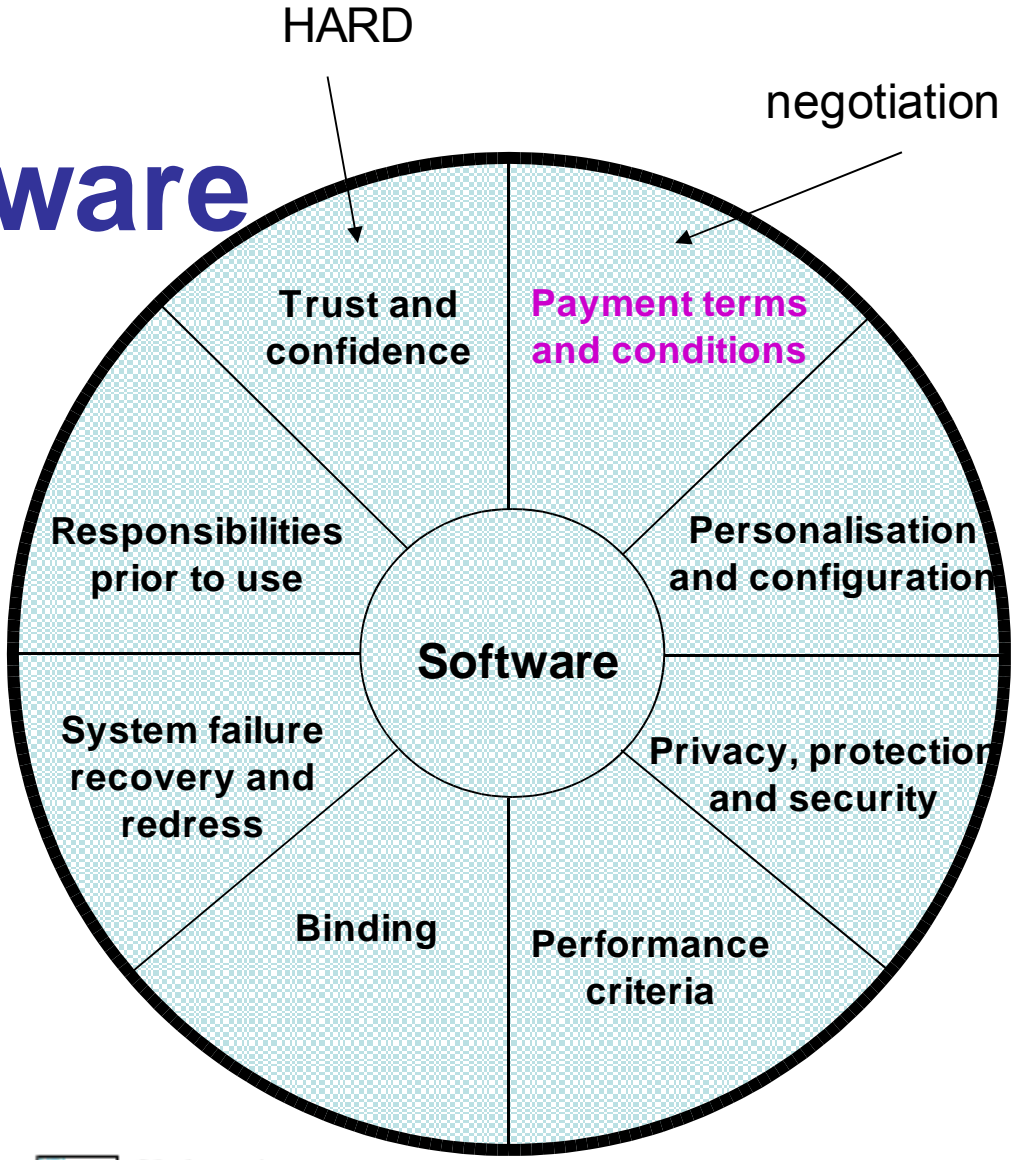 HARD
negotiation
ware
Trust and
confidence
Payment terms
and conditions
Responsibilities
prior to use
Personalisation
and configuration
Software
System failure
recovery and
redress
Privacy, protection
and security
Binding
Performance
criteria